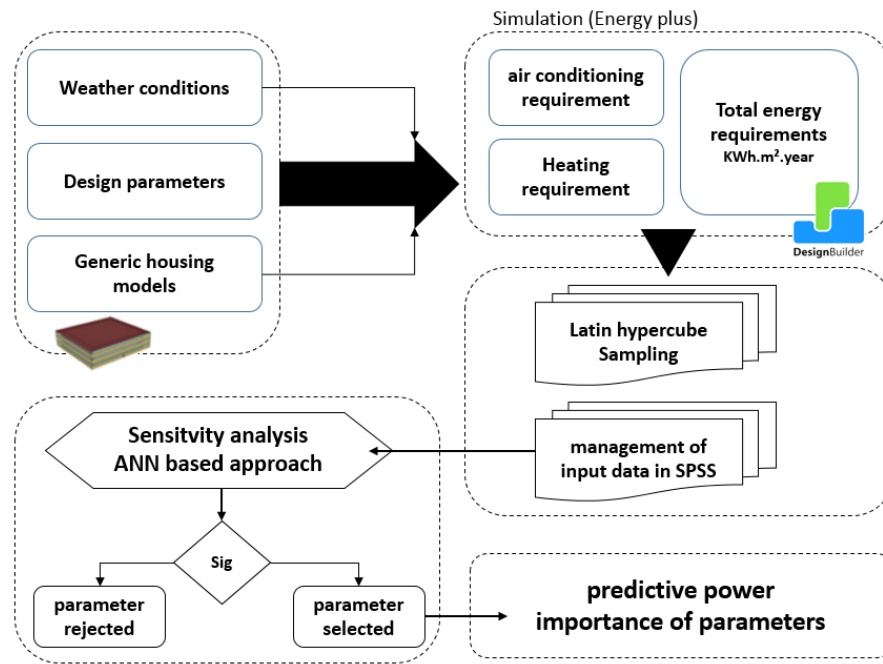 Simulation (Energy plus)
Weather conditions
Design parameters
Generic housing
models
air conditioning
requirement
Heating
requirement
Total energy
requirements
KWh.m².year
DesignBuilder
Latin hypercube
Sampling
management of
input data in SPSS
Sensitvity analysis
ANN based approach
Sig
parameter
rejected
parameter
selected
predictive power
importance of parameters